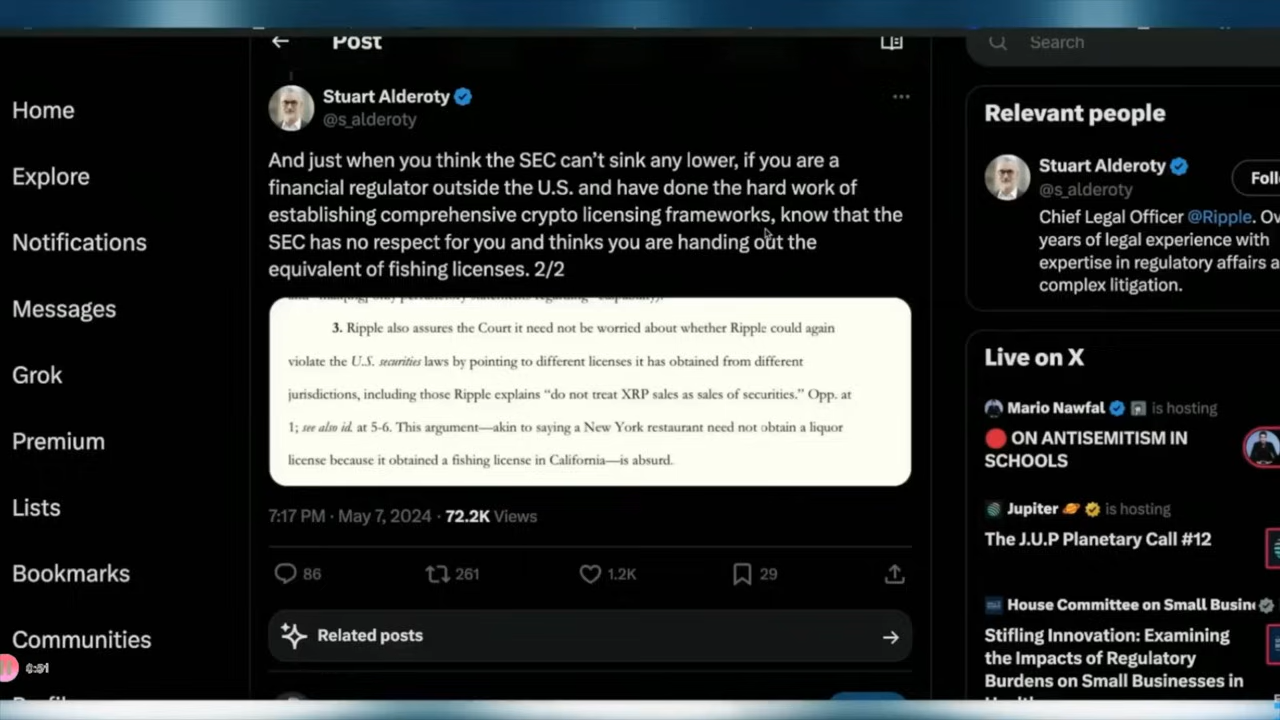 Post
Search
Home
Explore
Notifications
Messages
Grok
Premium
Lists
Bookmarks
Communities
0:51
Stuart Alderoty
@s_alderoty
And just when you think the SEC can't sink any lower, if you are a
financial regulator outside the U.S. and have done the hard work of
establishing comprehensive crypto licensing frameworks, know that the
SEC has no respect for you and thinks you are handing out the
equivalent of fishing licenses. 2/2
3. Ripple also assures the Court it need not be worried about whether Ripple could again
violate the U.S. securities laws by pointing to different licenses it has obtained from different
jurisdictions, including those Ripple explains “do not treat XRP sales as sales of securities.” Opp. at
1; see also id. at 5-6. This argument—akin to saying a New York restaurant need not obtain a liquor
license because it obtained a fishing license in California—is absurd.
7:17 PM · May 7, 2024 · 72.2K Views
86 261 1.2K 29
Related posts
Relevant people
Stuart Alderoty
@s_alderoty
Foll
Chief Legal Officer @Ripple. Ov
years of legal experience with
expertise in regulatory affairs a
complex litigation.
Live on X
Mario Nawfal is hosting
ON ANTISEMITISM IN
SCHOOLS
Jupiter is hosting
The J.U.P Planetary Call #12
House Committee on Small Busin
Stifling Innovation: Examining
the Impacts of Regulatory
Burdens on Small Businesses in